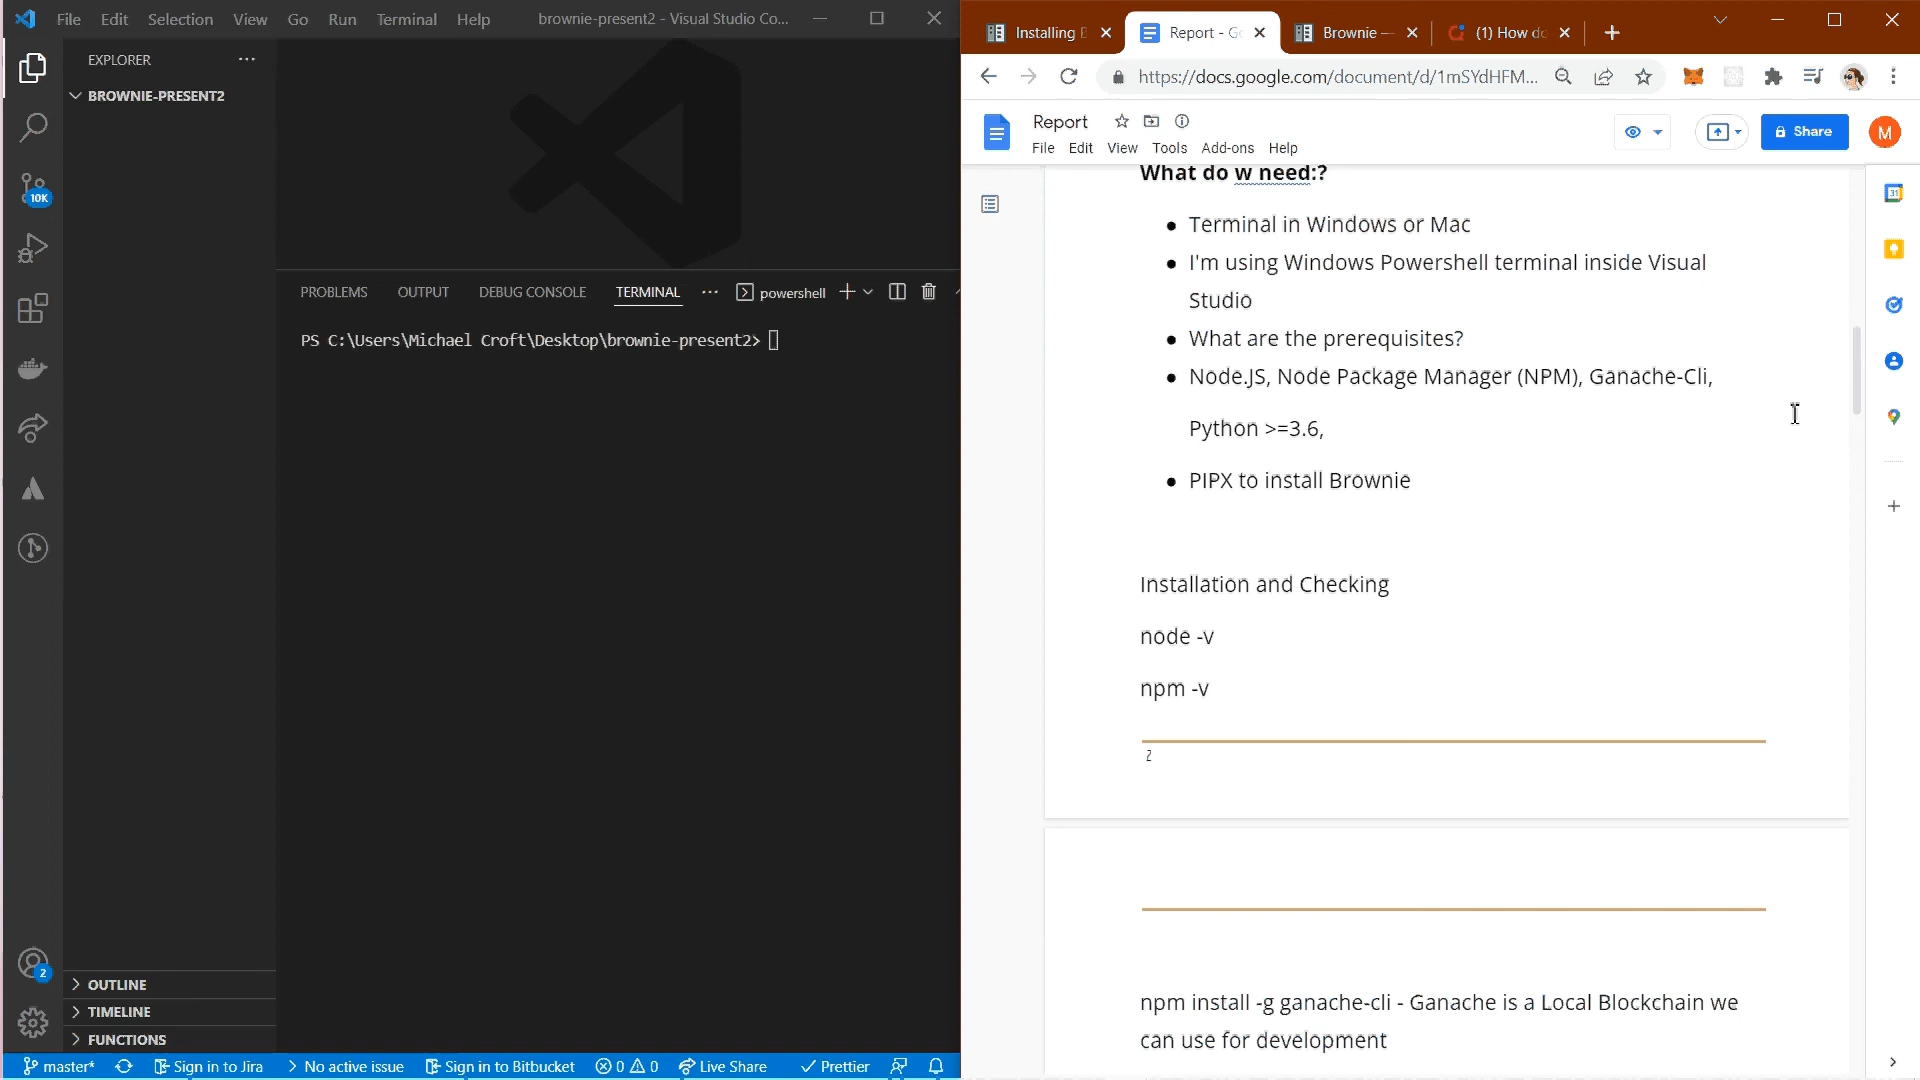 File Edit Selection View Go Run Terminal Help
brownie-present2 - Visual Studio Co...
EXPLORER
BROWNIE-PRESENT2
10K
PROBLEMS OUTPUT DEBUG CONSOLE TERMINAL ... powershell
PS C:\Users\Michael Croft\Desktop\brownie-present2>
2
OUTLINE
TIMELINE
FUNCTIONS
master* Sign in to Jira No active issue Sign in to Bitbucket 0 0 Live Share Prettier
Installing Report - Brownie — (1) How do
https://docs.google.com/document/d/1mSYdHFM...
Report
File Edit View Tools Add-ons Help
Share
M
31
What do w need:?
● Terminal in Windows or Mac
● I'm using Windows Powershell terminal inside Visual
Studio
● What are the prerequisites?
● Node.JS, Node Package Manager (NPM), Ganache-Cli,
Python >=3.6,
● PIPX to install Brownie
Installation and Checking
node -v
npm -v
2
npm install -g ganache-cli - Ganache is a Local Blockchain we
can use for development